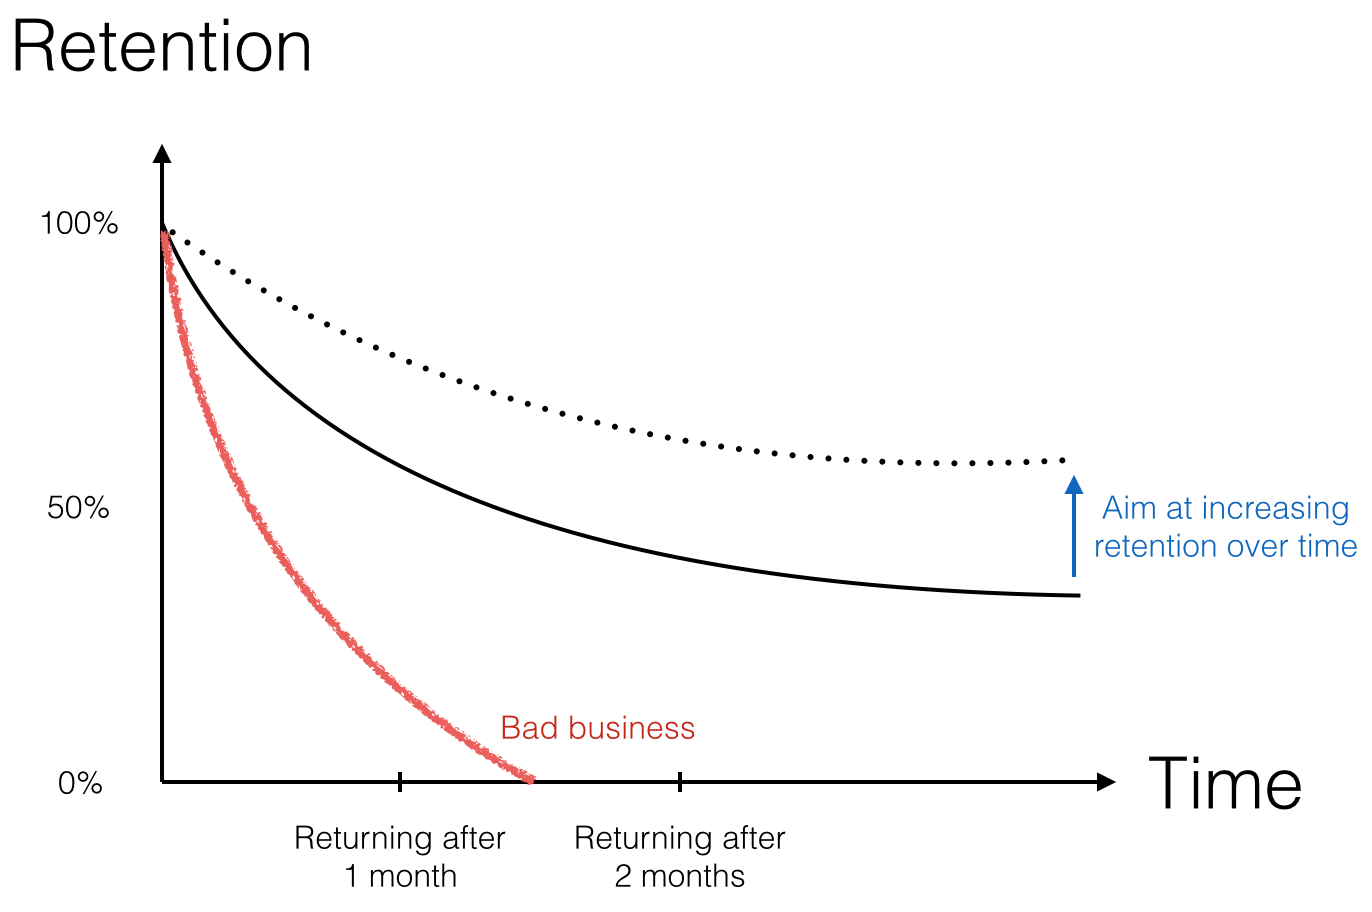 Retention
100%
50%
0%
Aim at increasing
retention over time
Bad business
Time
Returning after
1 month
Returning after
2 months